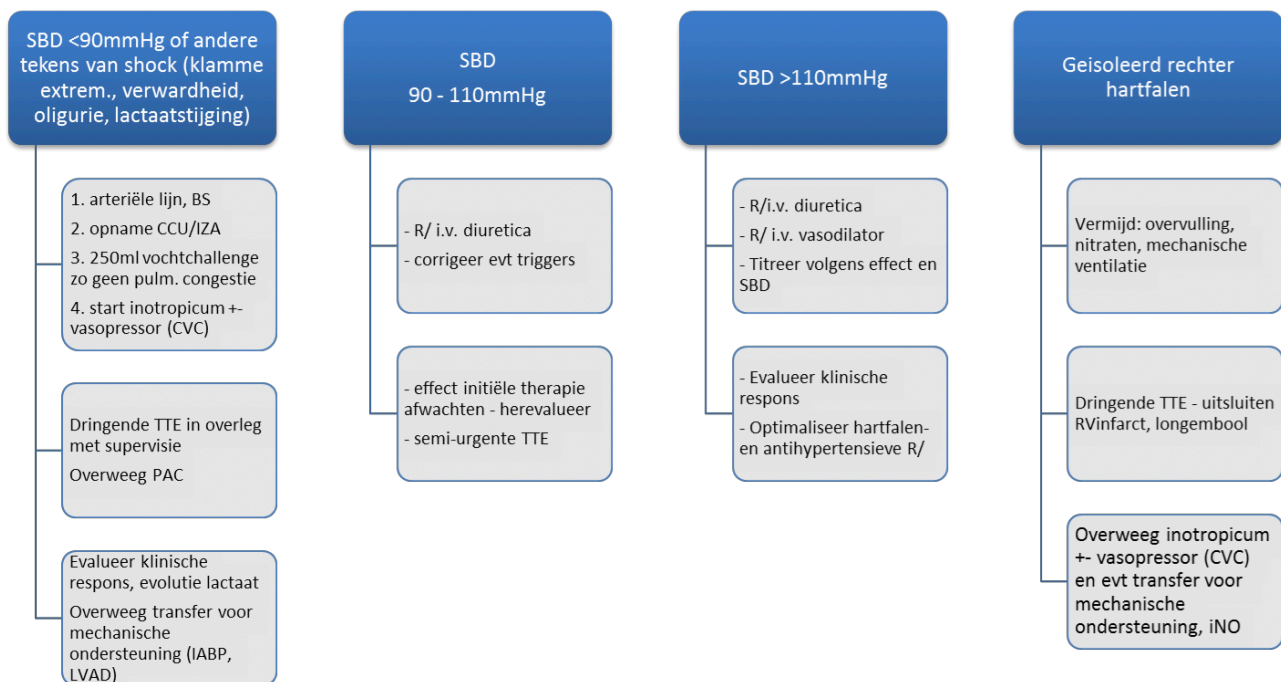 SBD <90mmHg of andere
tekens van shock (klamme
extrem., verwardheid,
oligurie, lactaatstijging)
1. arteriële lijn, BS
2. opname CCU/IZA
3. 250ml vochtchallenge
zo geen pulm. congestie
4. start inotropicum +-
vasopressor (CVC)
Dringende TTE in overleg
met supervisie
Overweeg PAC
Evalueer klinische
respons, evolutie lactaat
Overweeg transfer voor
mechanische
ondersteuning (IABP,
LVAD)
SBD
90 - 110mmHg
- R/ i.v. diuretica
- corrigeer evt triggers
- effect initiële therapie
afwachten - herevalueer
- semi-urgente TTE
SBD >110mmHg
- R/i.v. diuretica
- R/ i.v. vasodilator
- Titreer volgens effect en
SBD
- Evalueer klinische
respons
- Optimaliseer hartfalen-
en antihypertensieve R/
Geisoleerd rechter
hartfalen
Vermijd: overvulling,
nitraten, mechanische
ventilatie
Dringende TTE - uitsluiten
RVinfarct, longembool
Overweeg inotropicum
+- vasopressor (CVC)
en evt transfer voor
mechanische
ondersteuning, iNO